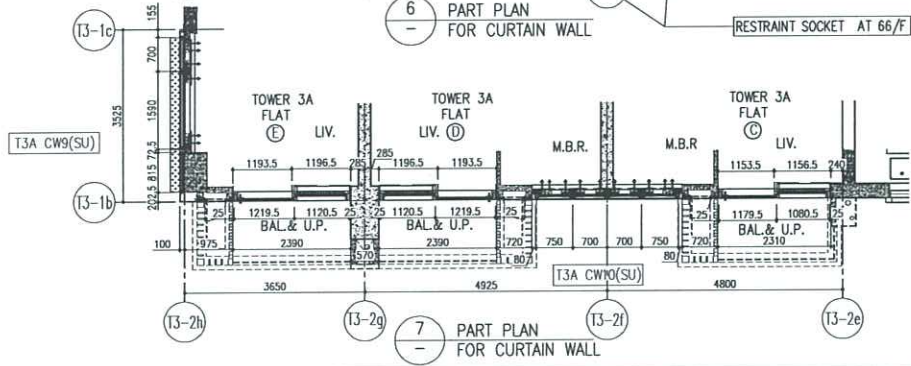 6
-
PART PLAN
FOR CURTAIN WALL
RESTRAINT SOCKET AT 66/F
T3-1c
155
700
1590
72.5
815
202.5
3525
T3A CW9(SU)
T3-1b
TOWER 3A
FLAT
E LIV.
TOWER 3A
FLAT
LIV. D
M.B.R.
M.B.R
TOWER 3A
FLAT
C LIV.
1193.5 1196.5 285 285 1196.5 1193.5 1153.5 1156.5 240
25 1219.5 1120.5 25 25 1120.5 1219.5 25 25 1179.5 1080.5 25
BAL.& U.P. BAL.& U.P. BAL.& U.P.
100 975 2390 570 2390 720 750 700 700 750 720 2310
80 80
T3A CW10(SU)
3650 4925 4800
T3-2h T3-2g T3-2f T3-2e
7
-
PART PLAN
FOR CURTAIN WALL